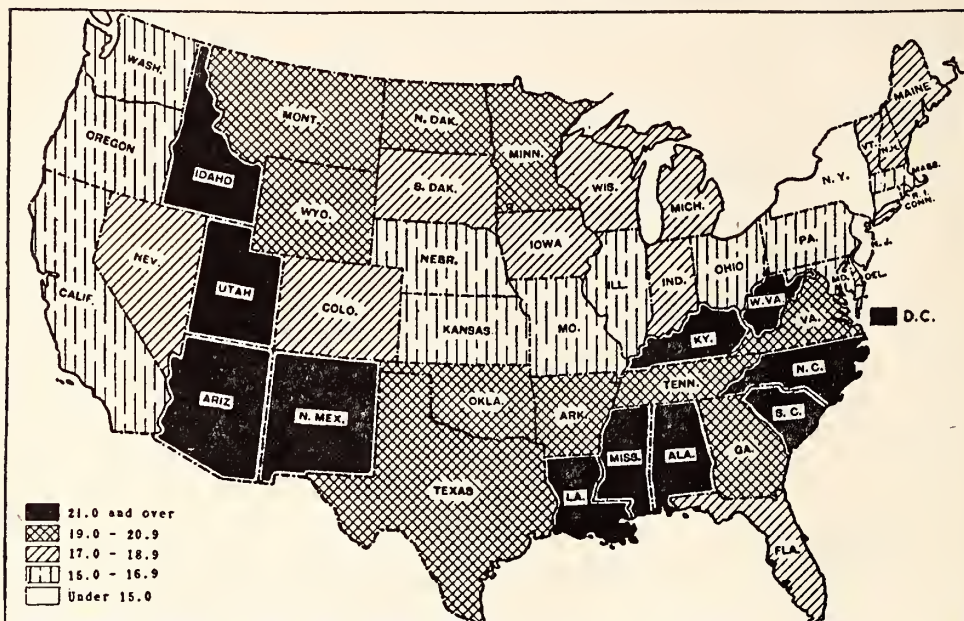 WASH.
MAINE
MONT.
N. DAK.
VT.
N.H.
OREGON
MINN.
MASS.
IDAHO
S. DAK.
WIS.
N. Y.
R. I.
MICH.
CONN.
WYO.
IOWA
PA.
N. J.
NEV.
NEBR.
OHIO
UTAH
ILL.
IND.
MD.
DEL.
W. VA.
CALIF.
COLO.
VA.
D.C.
KANSAS
MO.
KY.
N. C.
TENN.
OKLA.
ARIZ
N. MEX.
ARK.
S. C.
MISS.
ALA.
GA.
TEXAS
LA.
FLA.
21.0 and over
19.0 - 20.9
17.0 - 18.9
15.0 - 16.9
Under 15.0